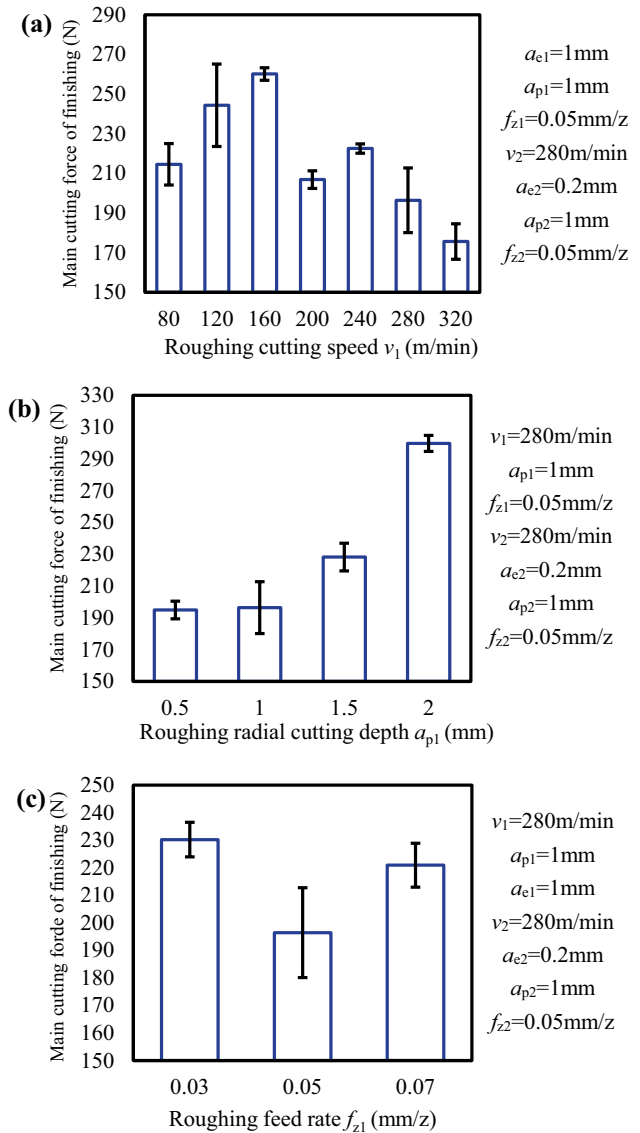 (a)
Main cutting force of finishing (N)
290
270
250
230
210
190
170
150
80 120 160 200 240 280 320
Roughing cutting speed v1 (m/min)
ae1=1mm
ap1=1mm
fz1=0.05mm/z
v2=280m/min
ae2=0.2mm
ap2=1mm
fz2=0.05mm/z
(b)
Main cutting force of finishing (N)
330
310
290
270
250
230
210
190
170
150
0.5 1 1.5 2
Roughing radial cutting depth ap1 (mm)
v1=280m/min
ap1=1mm
fz1=0.05mm/z
v2=280m/min
ae2=0.2mm
ap2=1mm
fz2=0.05mm/z
(c)
Main cutting forde of finishing (N)
250
240
230
220
210
200
190
180
170
160
150
0.03 0.05 0.07
Roughing feed rate fz1 (mm/z)
v1=280m/min
ap1=1mm
ae1=1mm
v2=280m/min
ae2=0.2mm
ap2=1mm
fz2=0.05mm/z